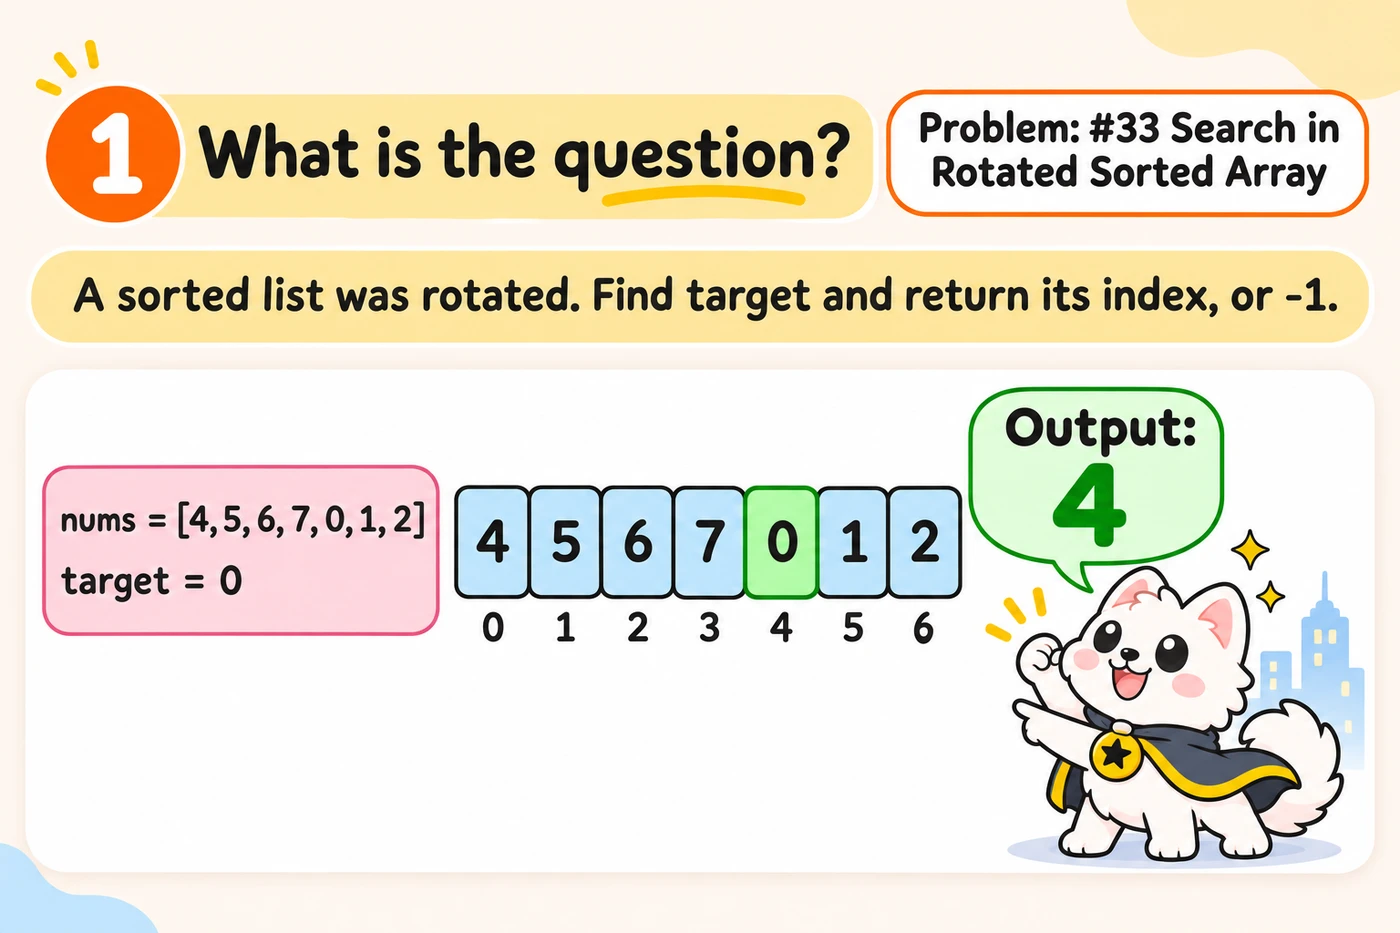 1
What is the question?
Problem: #33 Search in
Rotated Sorted Array
A sorted list was rotated. Find target and return its index, or -1.
nums = [4, 5, 6, 7, 0, 1, 2]
target = 0
4 5 6 7 0 1 2
0 1 2 3 4 5 6
Output:
4